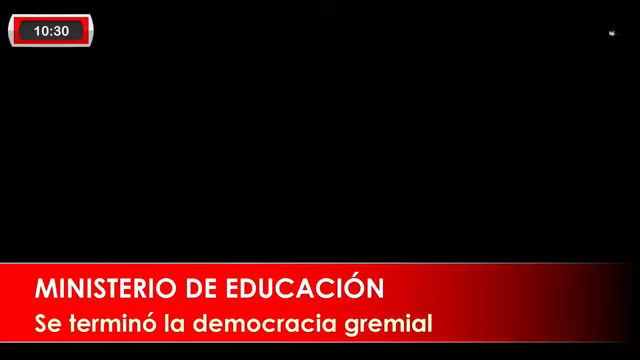 10:30
MINISTERIO DE EDUCACIÓN
Se terminó la democracia gremial